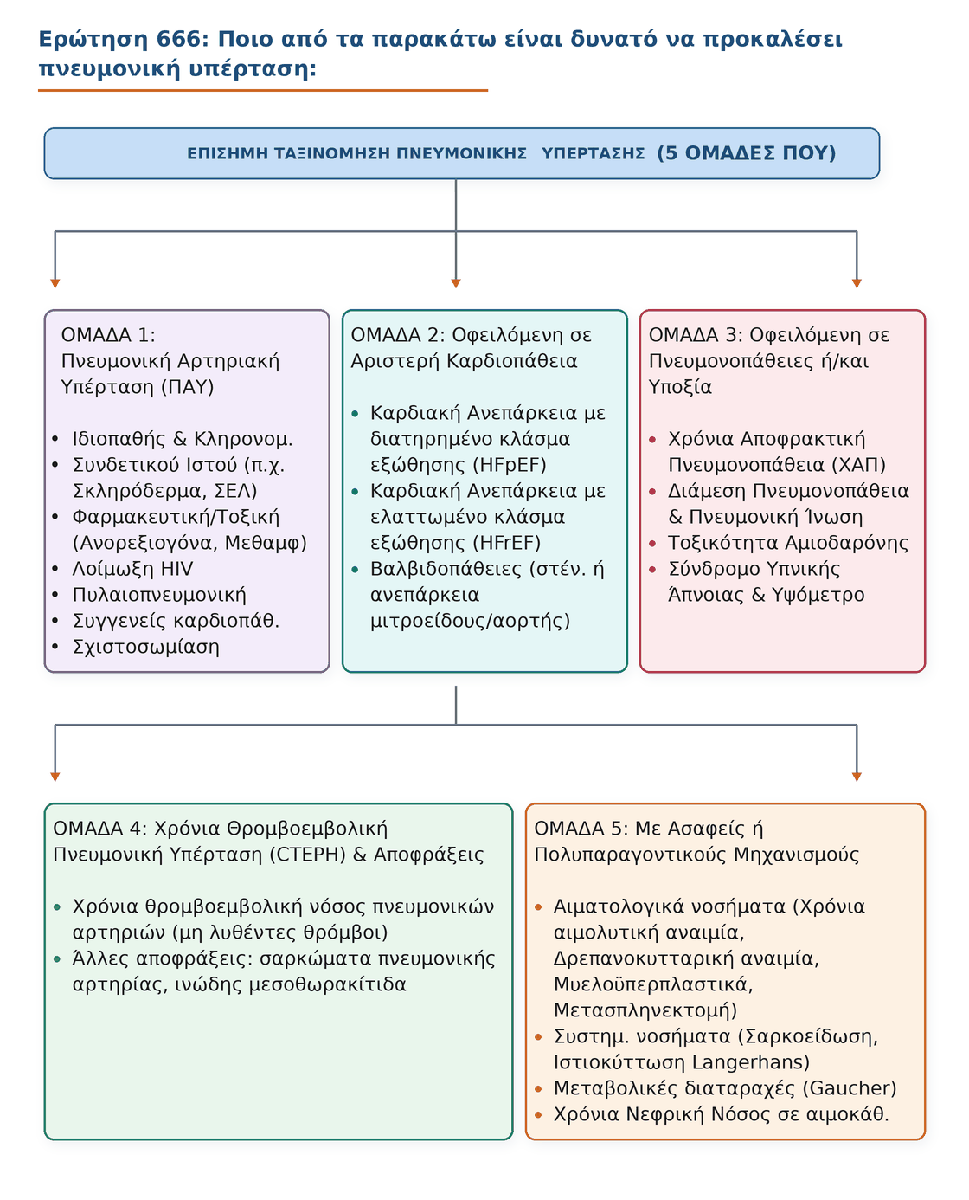 Ερώτηση 666: Ποιο από τα παρακάτω είναι δυνατό να προκαλέσει
πνευμονική υπέρταση:
ΕΠΙΣΗΜΗ ΤΑΞΙΝΟΜΗΣΗ ΠΝΕΥΜΟΝΙΚΗΣ ΥΠΕΡΤΑΣΗΣ (5 ΟΜΑΔΕΣ ΠΟΥ)
ΟΜΑΔΑ 1:
Πνευμονική Αρτηριακή
Υπέρταση (ΠΑΥ)
• Ιδιοπαθής & Κληρονομ.
• Συνδετικού Ιστού (π.χ.
Σκληρόδερμα, ΣΕΛ)
• Φαρμακευτική/Τοξική
(Ανορεξιογόνα, Μεθαμφ)
• Λοίμωξη HIV
• Πυλαιοπνευμονική
• Συγγενείς καρδιοπάθ.
• Σχιστοσωμίαση
ΟΜΑΔΑ 2: Οφειλόμενη σε
Αριστερή Καρδιοπάθεια
• Καρδιακή Ανεπάρκεια με
διατηρημένο κλάσμα
εξώθησης (HFpEF)
• Καρδιακή Ανεπάρκεια με
ελαττωμένο κλάσμα
εξώθησης (HFrEF)
• Βαλβιδοπάθειες (στέν. ή
ανεπάρκεια
μιτροείδους/αορτής)
ΟΜΑΔΑ 3: Οφειλόμενη σε
Πνευμονοπάθειες ή/και
Υποξία
• Χρόνια Αποφρακτική
Πνευμονοπάθεια (ΧΑΠ)
• Διάμεση Πνευμονοπάθεια
& Πνευμονική Ίνωση
• Τοξικότητα Αμιοδαρόνης
• Σύνδρομο Υπνικής
Άπνοιας & Υψόμετρο
ΟΜΑΔΑ 4: Χρόνια Θρομβοεμβολική
Πνευμονική Υπέρταση (CTEPH) & Αποφράξεις
• Χρόνια θρομβοεμβολική νόσος πνευμονικών
αρτηριών (μη λυθέντες θρόμβοι)
• Άλλες αποφράξεις: σαρκώματα πνευμονικής
αρτηρίας, ινώδης μεσοθωρακίτιδα
ΟΜΑΔΑ 5: Με Ασαφείς ή
Πολυπαραγοντικούς Μηχανισμούς
• Αιματολογικά νοσήματα (Χρόνια
αιμολυτική αναιμία,
Δρεπανοκυτταρική αναιμία,
Μυελοϋπερπλαστικά,
Μετασπληνεκτομή)
• Συστημ. νοσήματα (Σαρκοείδωση,
Ιστιοκύττωση Langerhans)
• Μεταβολικές διαταραχές (Gaucher)
• Χρόνια Νεφρική Νόσος σε αιμοκάθ.